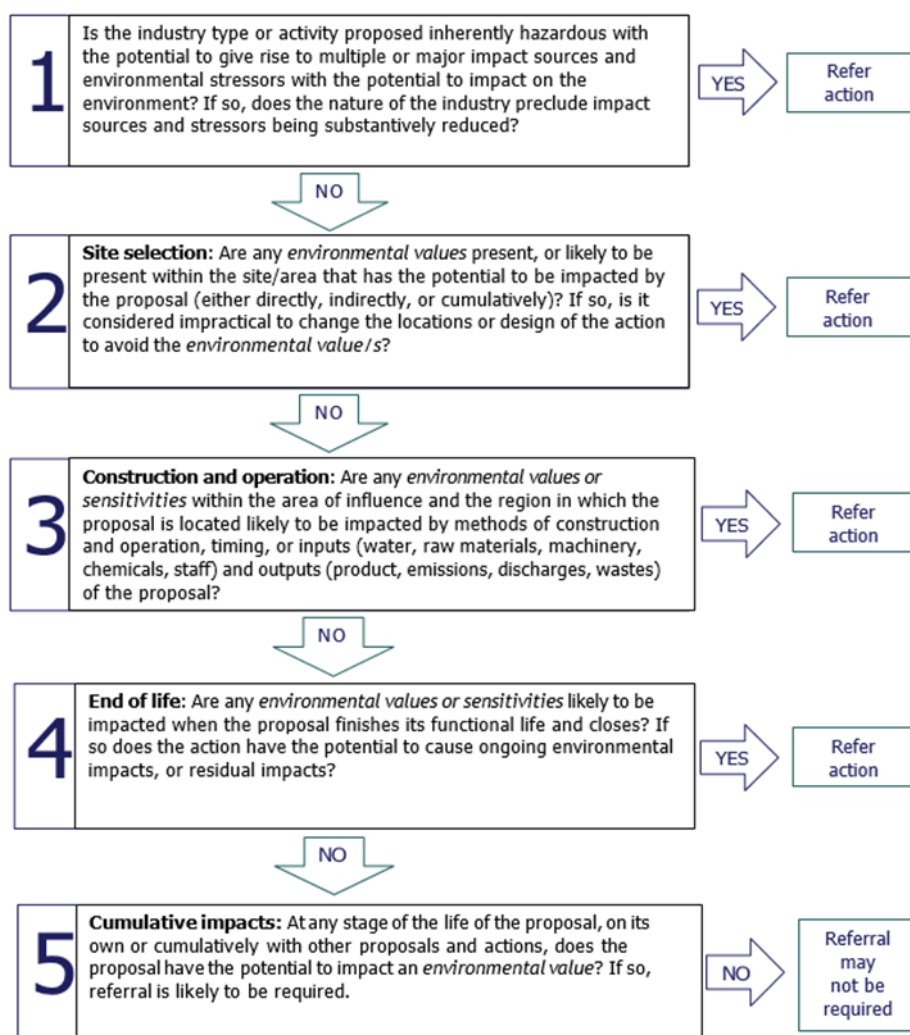 1
Is the industry type or activity proposed inherently hazardous with
the potential to give rise to multiple or major impact sources and
environmental stressors with the potential to impact on the
environment? If so, does the nature of the industry preclude impact
sources and stressors being substantively reduced?
YES
Refer
action
NO
2
Site selection: Are any environmental values present, or likely to be
present within the site/area that has the potential to be impacted by
the proposal (either directly, indirectly, or cumulatively)? If so, is it
considered impractical to change the locations or design of the action
to avoid the environmental value/s?
YES
Refer
action
NO
3
Construction and operation: Are any environmental values or
sensitivities within the area of influence and the region in which the
proposal is located likely to be impacted by methods of construction
and operation, timing, or inputs (water, raw materials, machinery,
chemicals, staff) and outputs (product, emissions, discharges, wastes)
of the proposal?
YES
Refer
action
NO
4
End of life: Are any environmental values or sensitivities likely to be
impacted when the proposal finishes its functional life and closes? If
so does the action have the potential to cause ongoing environmental
impacts, or residual impacts?
YES
Refer
action
NO
5
Cumulative impacts: At any stage of the life of the proposal, on its
own or cumulatively with other proposals and actions, does the
proposal have the potential to impact an environmental value? If so,
referral is likely to be required.
NO
Referral
may
not be
required